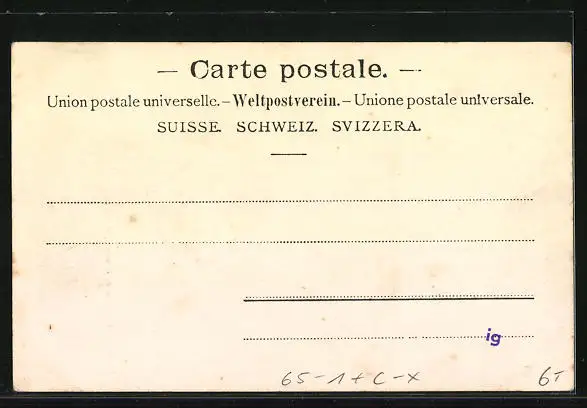 — Carte postale. —
Union postale universelle. – Weltpostverein. – Unione postale universale.
SUISSE. SCHWEIZ. SVIZZERA.
ig
65-1+C-X 6T